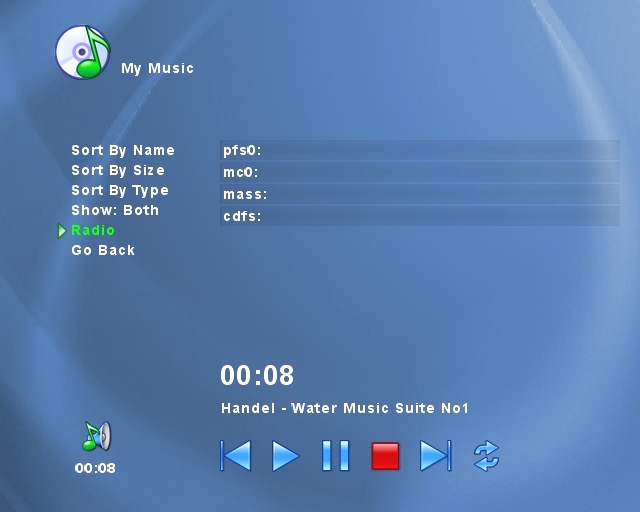 My Music
Sort By Name
Sort By Size
Sort By Type
Show: Both
Radio
Go Back
pfs0:
mc0:
mass:
cdfs:
00:08
Handel - Water Music Suite No1
00:08